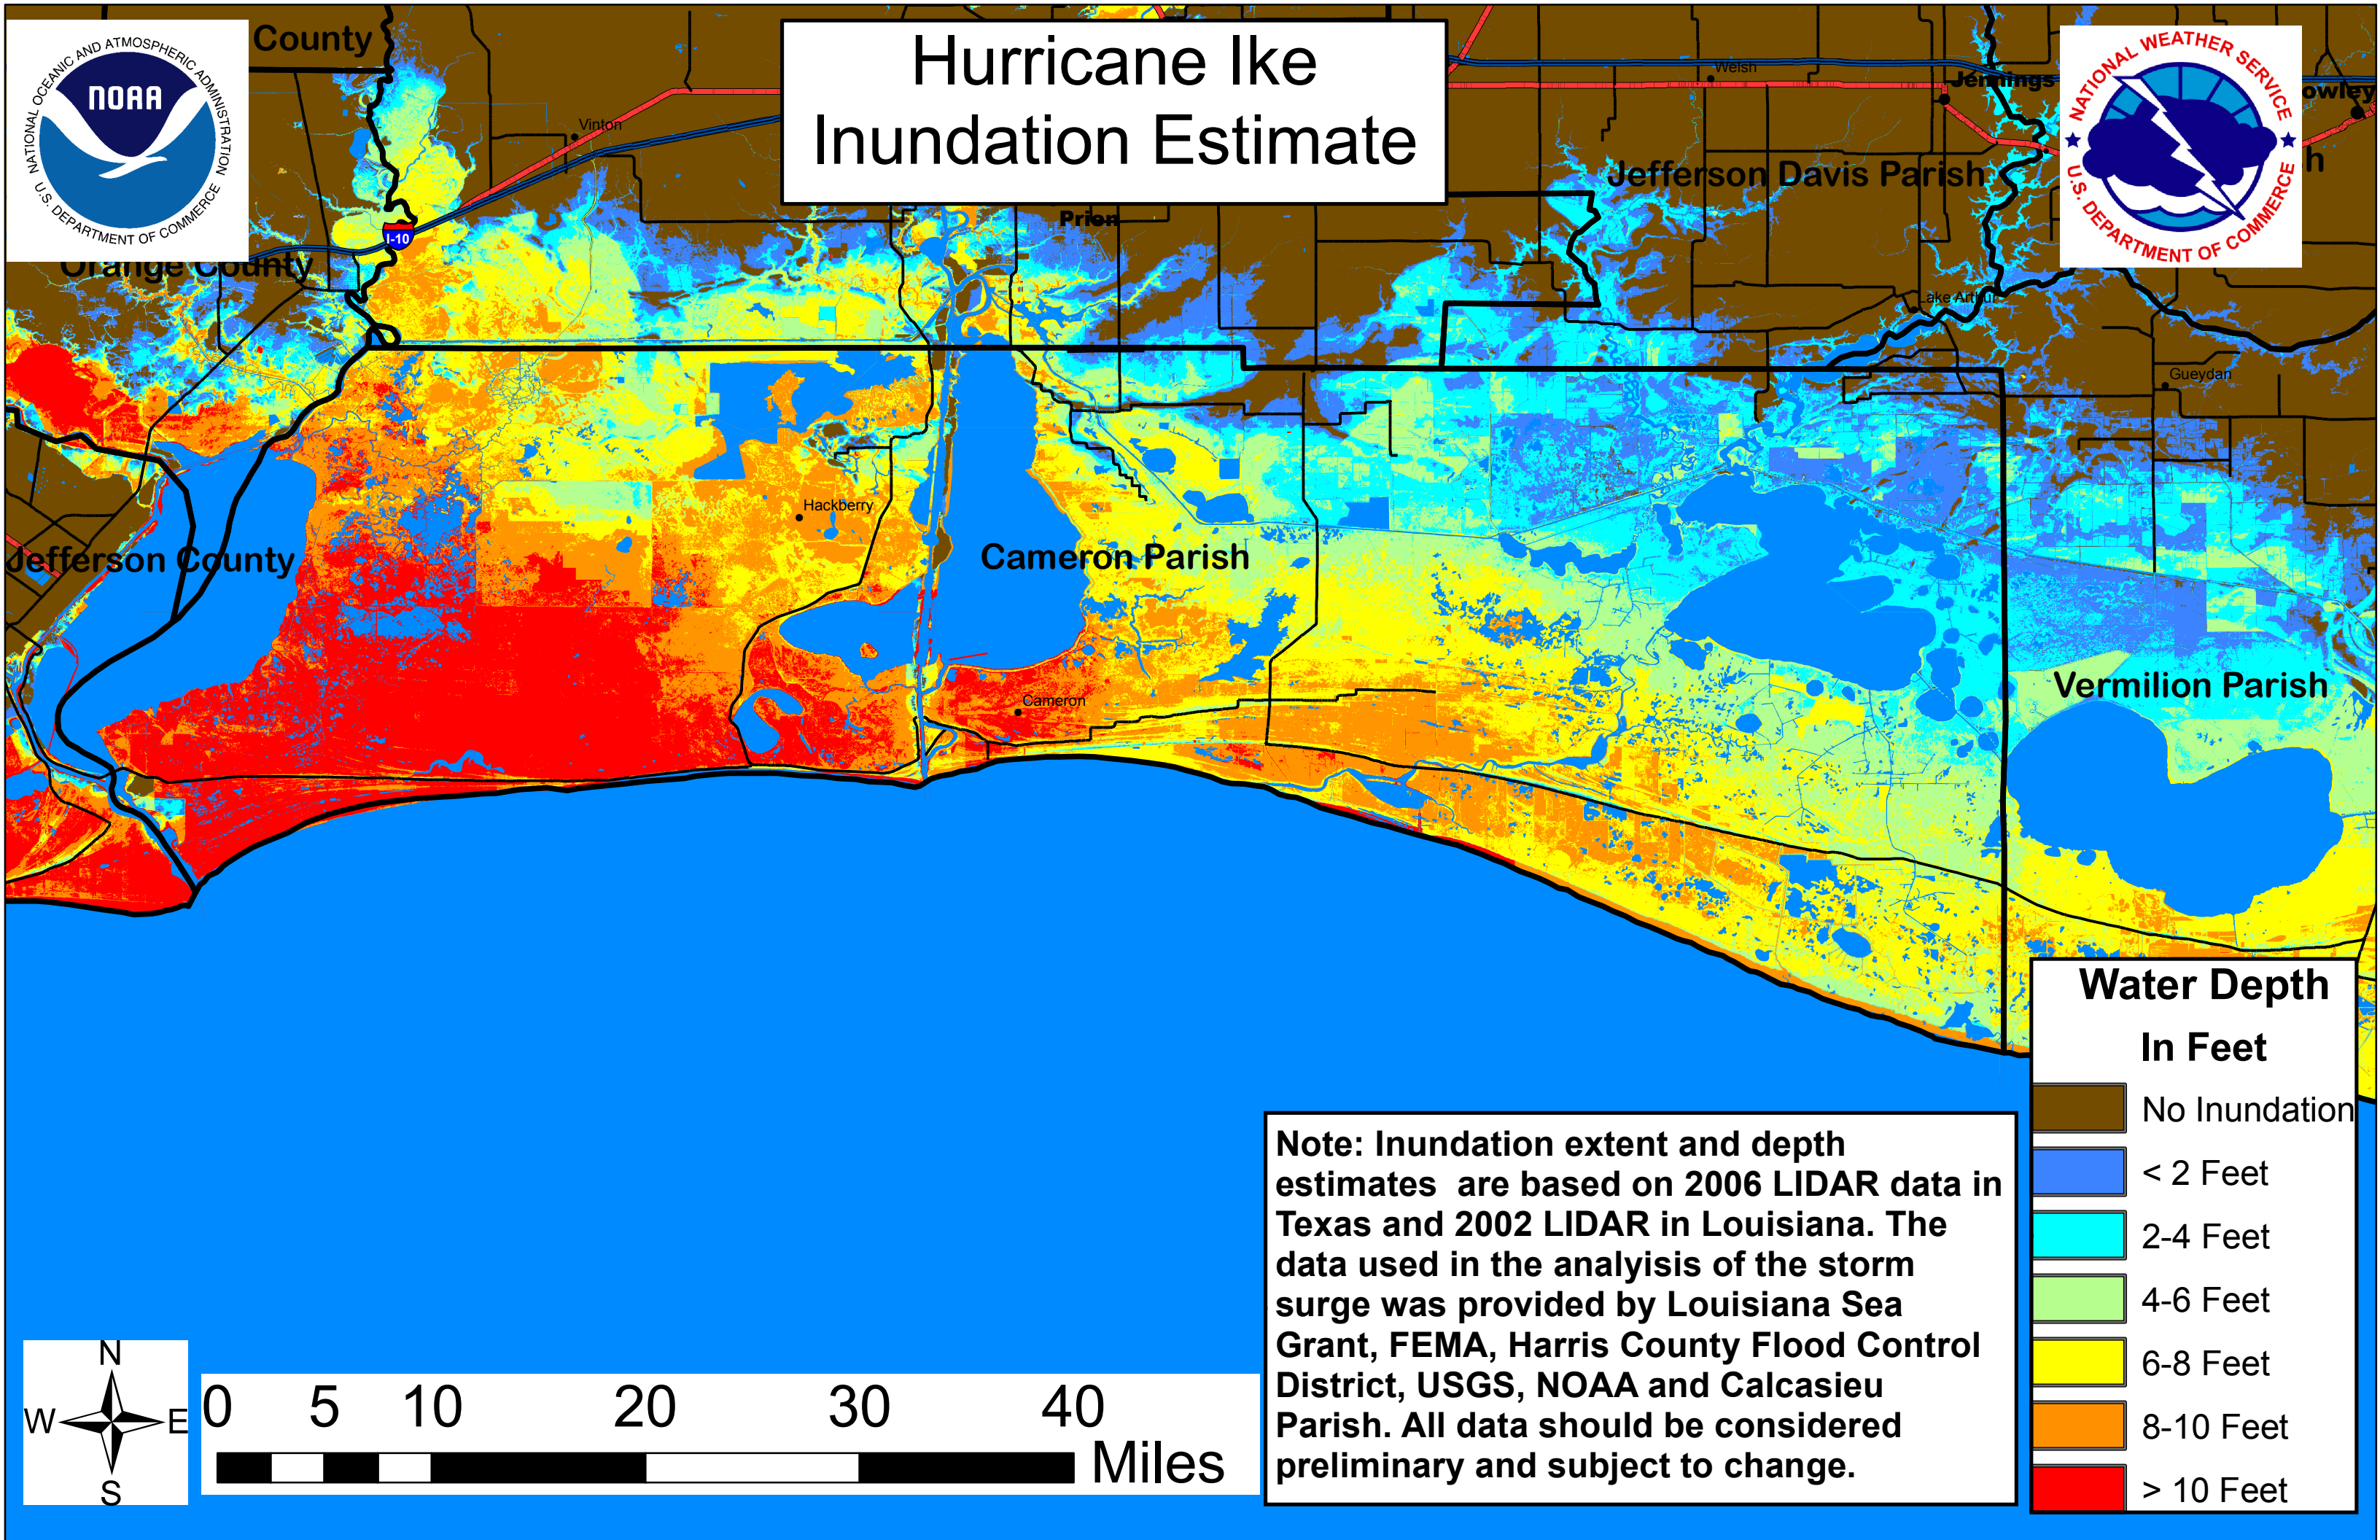 Hurricane Ike
Inundation Estimate
NATIONAL OCEANIC AND ATMOSPHERIC ADMINISTRATION
NOAA
U.S. DEPARTMENT OF COMMERCE
NATIONAL WEATHER SERVICE
U.S. DEPARTMENT OF COMMERCE
County
Vinton
Welsh
Jennings
owley
h
Jefferson Davis Parish
Prien
I-10
Orange County
Lake Arthur
Gueydan
Hackberry
Jefferson County
Cameron Parish
Cameron
Vermilion Parish
Water Depth
In Feet
No Inundation
< 2 Feet
2-4 Feet
4-6 Feet
6-8 Feet
8-10 Feet
> 10 Feet
Note: Inundation extent and depth
estimates are based on 2006 LIDAR data in
Texas and 2002 LIDAR in Louisiana. The
data used in the analyisis of the storm
surge was provided by Louisiana Sea
Grant, FEMA, Harris County Flood Control
District, USGS, NOAA and Calcasieu
Parish. All data should be considered
preliminary and subject to change.
N
W E
S
0 5 10 20 30 40
Miles